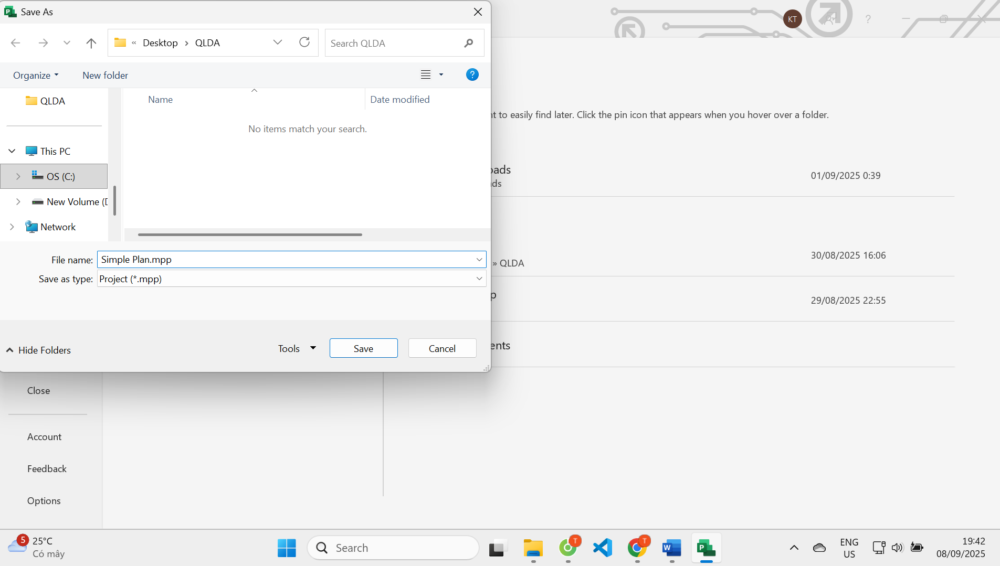 Save As
KT
?
« Desktop › QLDA
Search QLDA
Organize
New folder
?
QLDA
Name
Date modified
No items match your search.
nt to easily find later. Click the pin icon that appears when you hover over a folder.
This PC
OS (C:)
New Volume (D
Network
oads
ads
01/09/2025 0:39
» QLDA
30/08/2025 16:06
p
29/08/2025 22:55
ents
File name: Simple Plan.mpp
Save as type: Project (*.mpp)
Hide Folders
Tools
Save
Cancel
Close
Account
Feedback
Options
5
25°C
Có mây
Search
T
T
W
P
ENG
US
19:42
08/09/2025